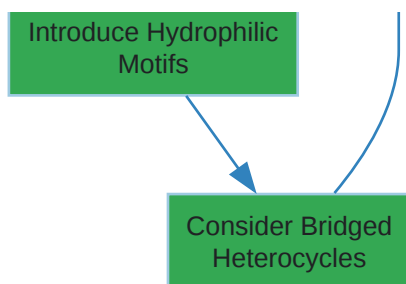 Introduce Hydrophilic
Motifs
Consider Bridged
Heterocycles